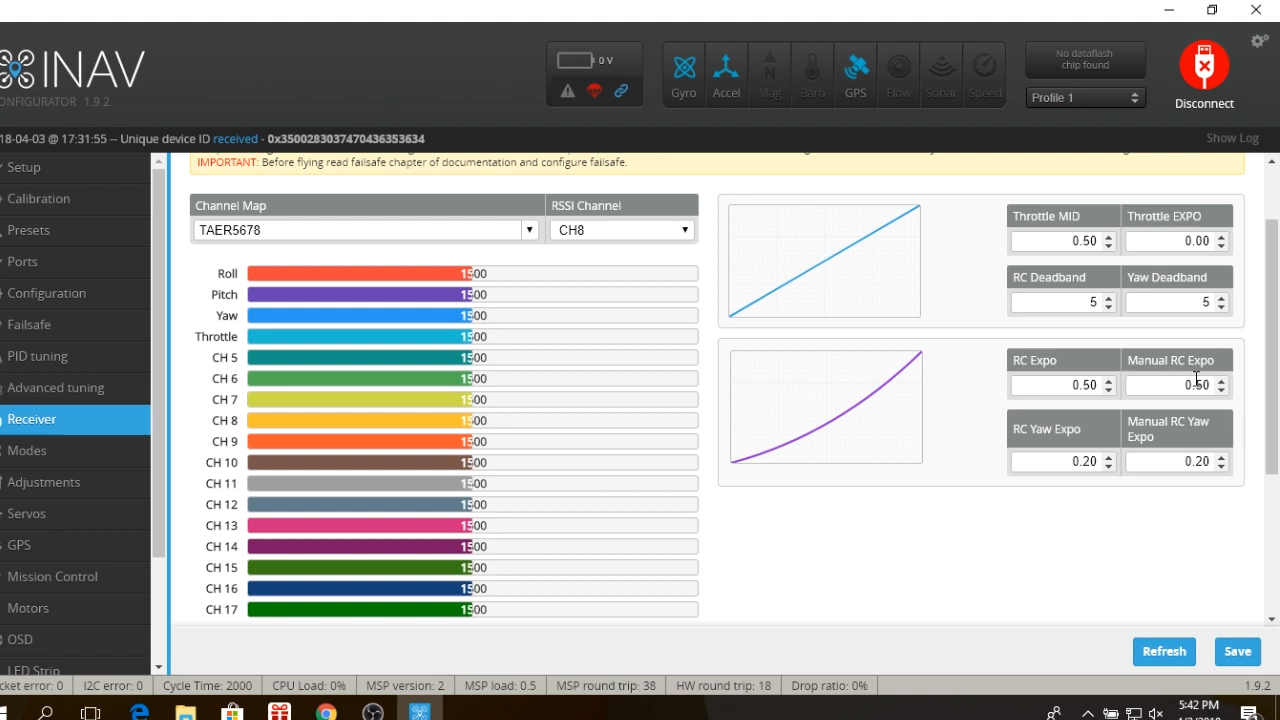 INAV
ONFIGURATOR 1.9.2
0 V
Gyro Accel Mag Baro GPS Flow Sonar Speed
No dataflash
chip found
Profile 1
Disconnect
18-04-03 @ 17:31:55 -- Unique device ID received - 0x3500283037470436353634
Show Log
Setup
Calibration
Presets
Ports
Configuration
Failsafe
PID tuning
Advanced tuning
Receiver
Modes
Adjustments
Servos
GPS
Mission Control
Motors
OSD
LED Strip
IMPORTANT: Before flying read failsafe chapter of documentation and configure failsafe.
Channel Map RSSI Channel
TAER5678 CH8
Roll 1500
Pitch 1500
Yaw 1500
Throttle 1500
CH 5 1500
CH 6 1500
CH 7 1500
CH 8 1500
CH 9 1500
CH 10 1500
CH 11 1500
CH 12 1500
CH 13 1500
CH 14 1500
CH 15 1500
CH 16 1500
CH 17 1500
Throttle MID Throttle EXPO
0.50 0.00
RC Deadband Yaw Deadband
5 5
RC Expo Manual RC Expo
0.50 0.50
RC Yaw Expo Manual RC Yaw
Expo
0.20 0.20
Refresh Save
cket error: 0 I2C error: 0 Cycle Time: 2000 CPU Load: 0% MSP version: 2 MSP load: 0.5 MSP round trip: 38 HW round trip: 18 Drop ratio: 0% 1.9.2
5:42 PM